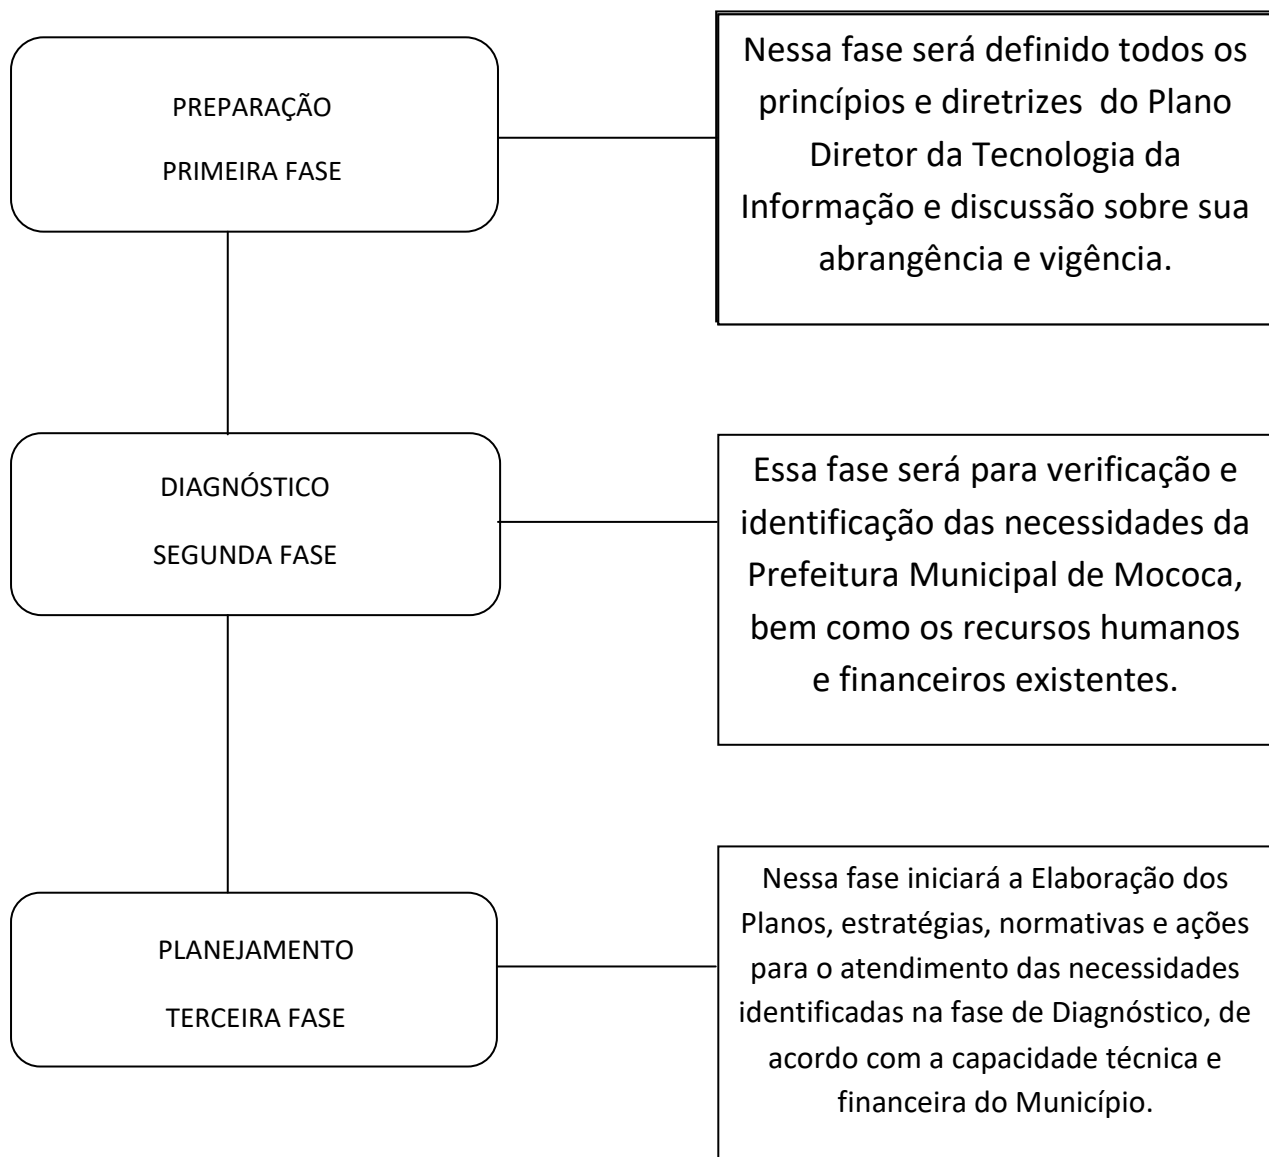 PREPARAÇÃO
PRIMEIRA FASE
Nessa fase será definido todos os
princípios e diretrizes do Plano
Diretor da Tecnologia da
Informação e discussão sobre sua
abrangência e vigência.
DIAGNÓSTICO
SEGUNDA FASE
Essa fase será para verificação e
identificação das necessidades da
Prefeitura Municipal de Mococa,
bem como os recursos humanos
e financeiros existentes.
PLANEJAMENTO
TERCEIRA FASE
Nessa fase iniciará a Elaboração dos
Planos, estratégias, normativas e ações
para o atendimento das necessidades
identificadas na fase de Diagnóstico, de
acordo com a capacidade técnica e
financeira do Município.